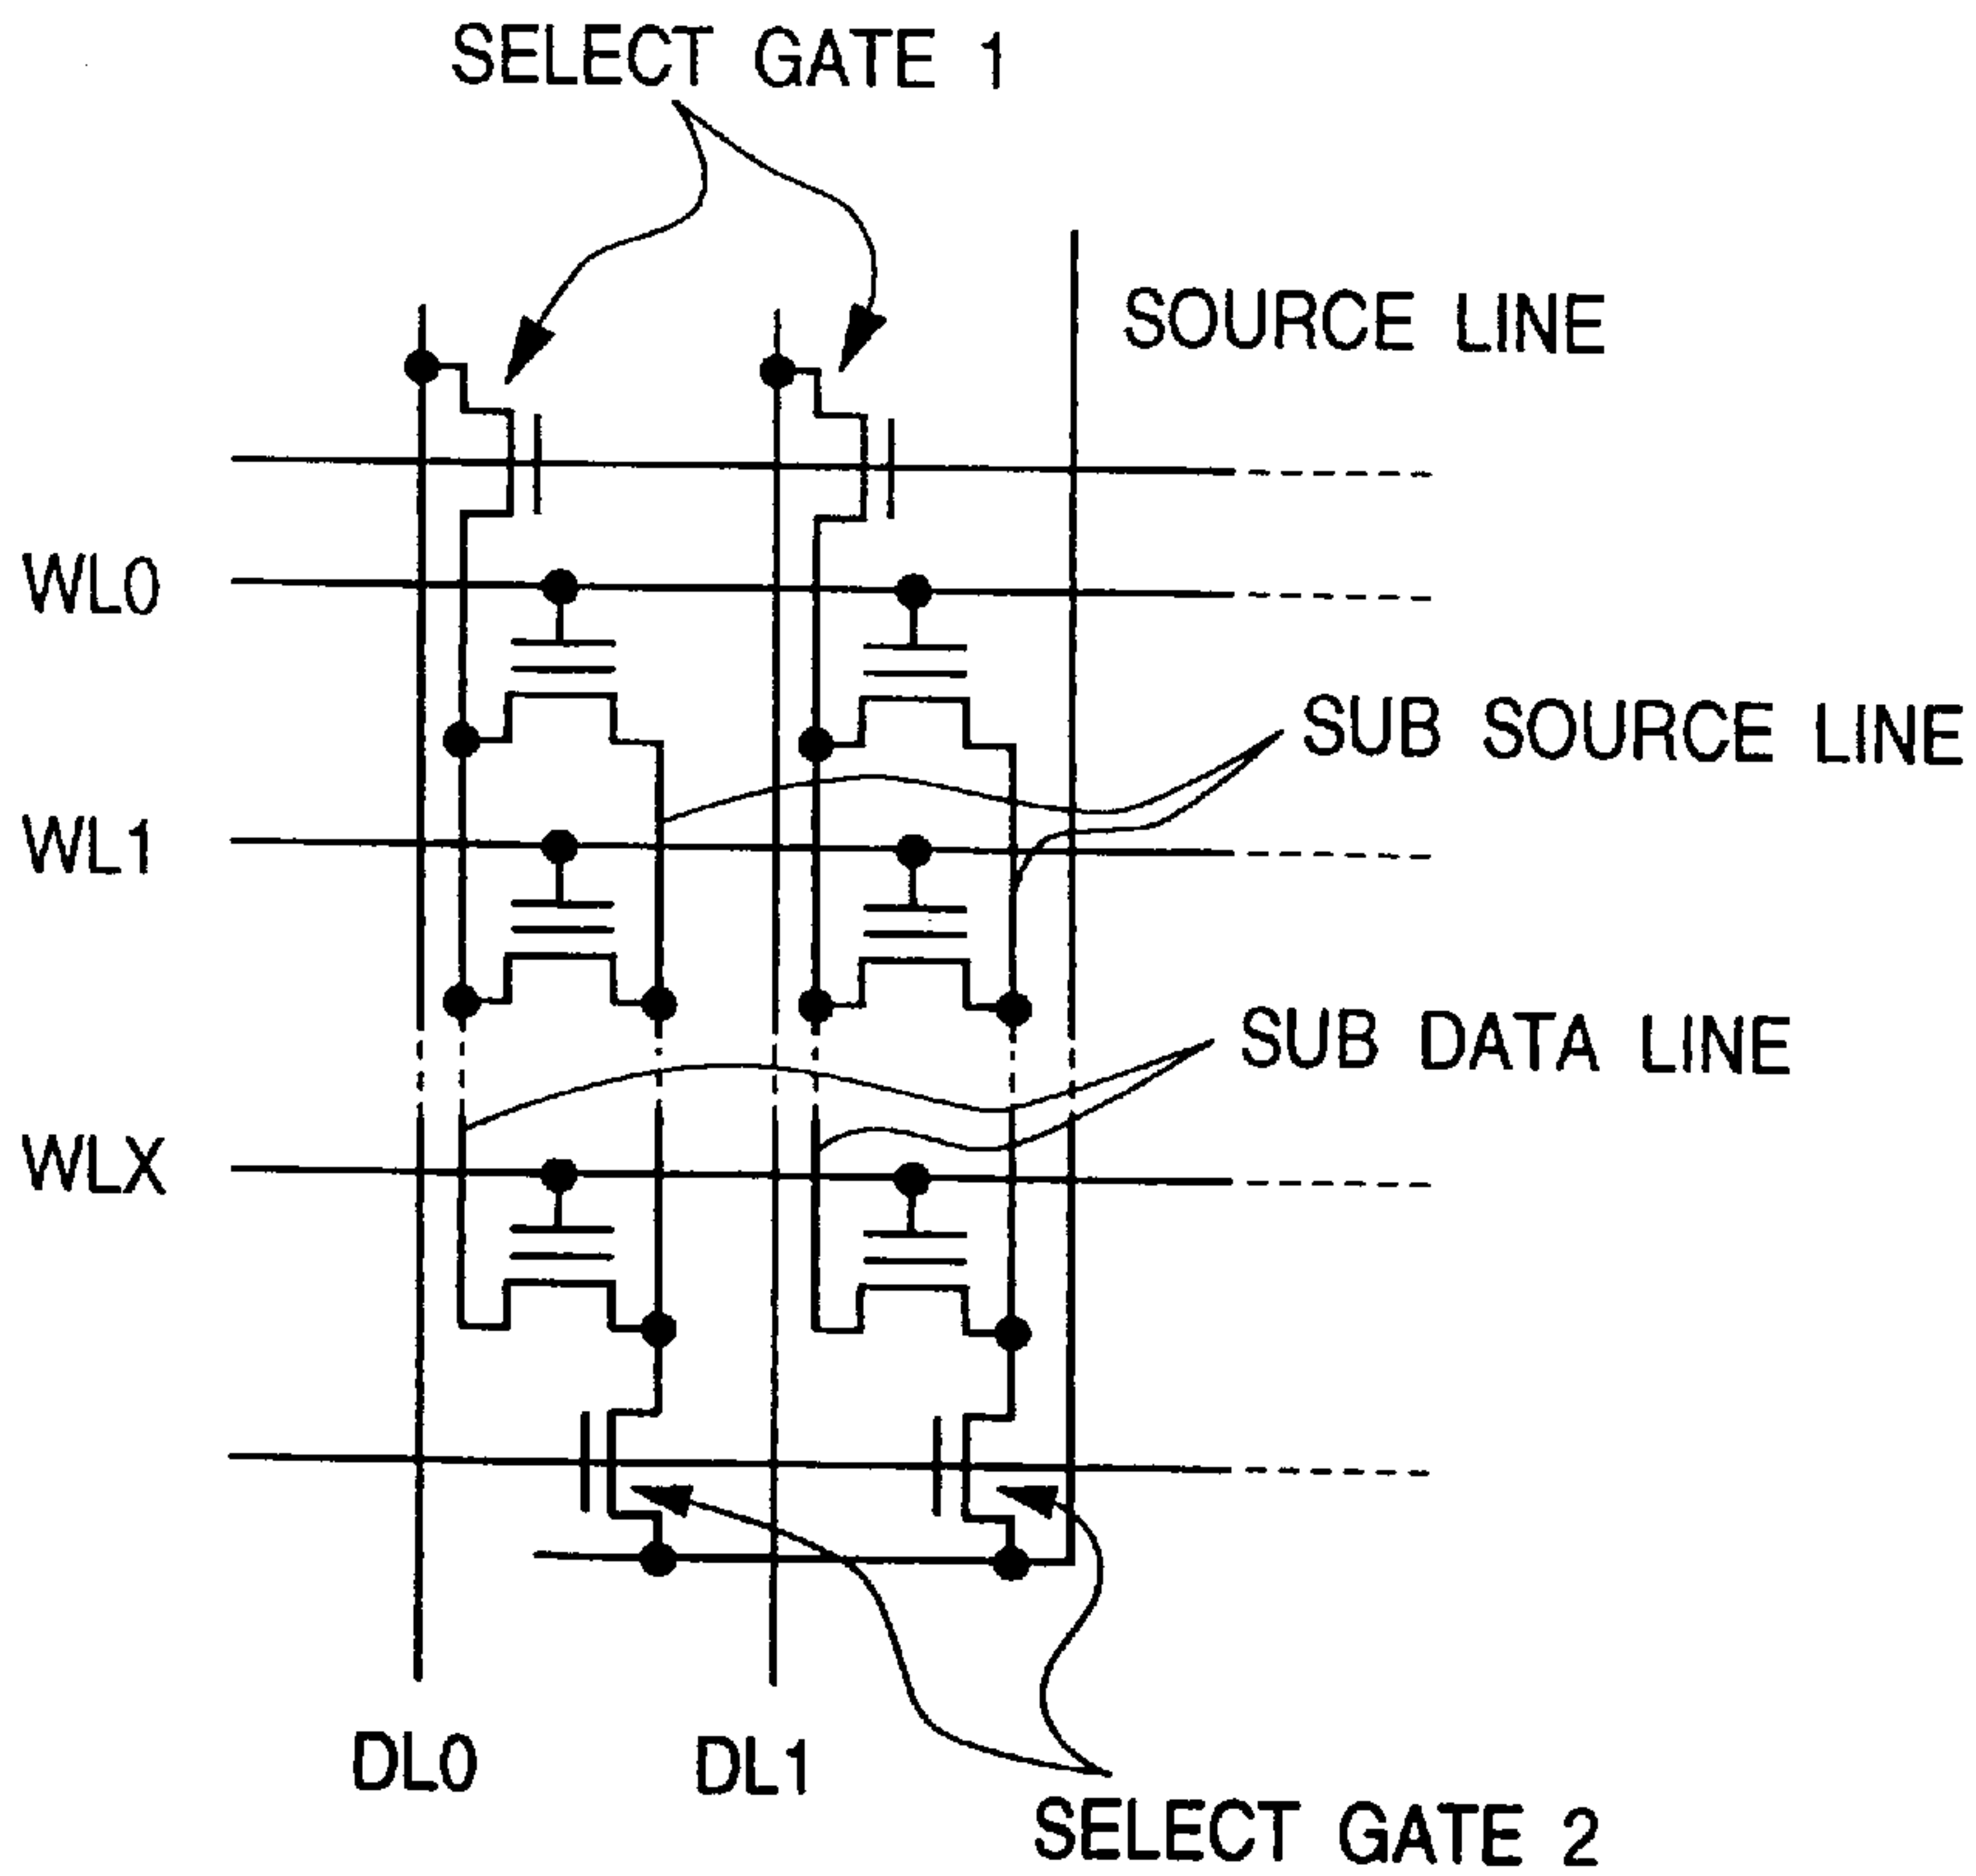 SELECT GATE 1
SOURCE LINE
WL0
SUB SOURCE LINE
WL1
SUB DATA LINE
WLX
DL0
DL1
SELECT GATE 2